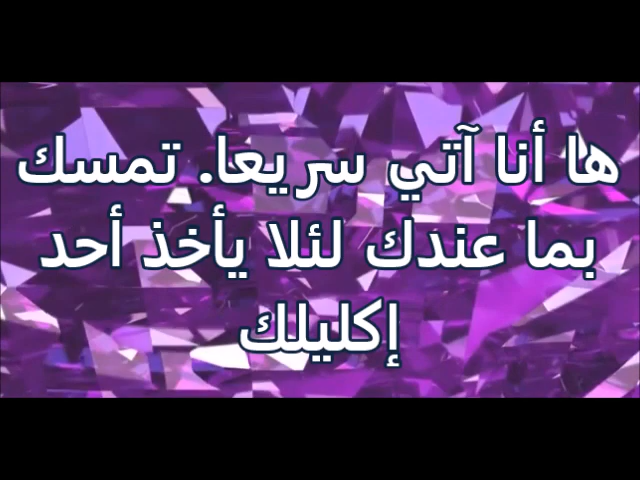 ها أنا آتي سريعا. تمسك
بما عندك لئلا يأخذ أحد
إكليلك